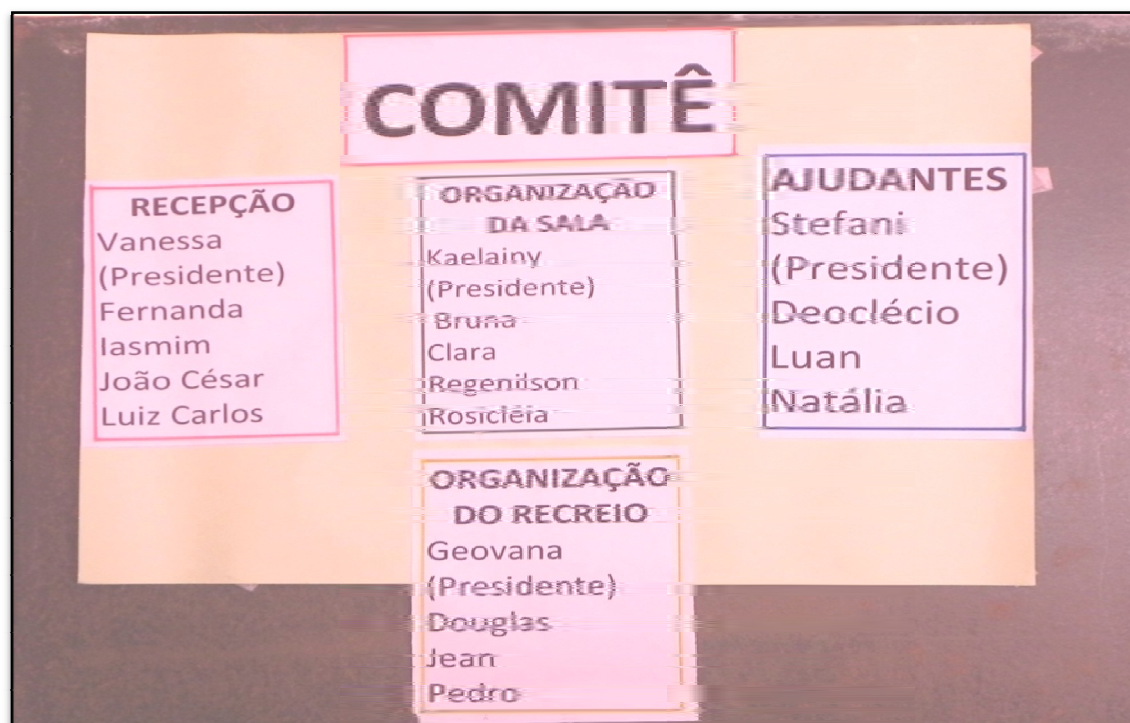 COMITÊ
RECEPÇÃO
Vanessa
(Presidente)
Fernanda
Iasmim
João César
Luiz Carlos
ORGANIZAÇÃO
DA SALA
Kaelainy
(Presidente)
Bruna
Clara
Regenilson
Rosicléia
AJUDANTES
Stefani
(Presidente)
Deoclécio
Luan
Natália
ORGANIZAÇÃO
DO RECREIO
Geovana
(Presidente)
Douglas
Jean
Pedro